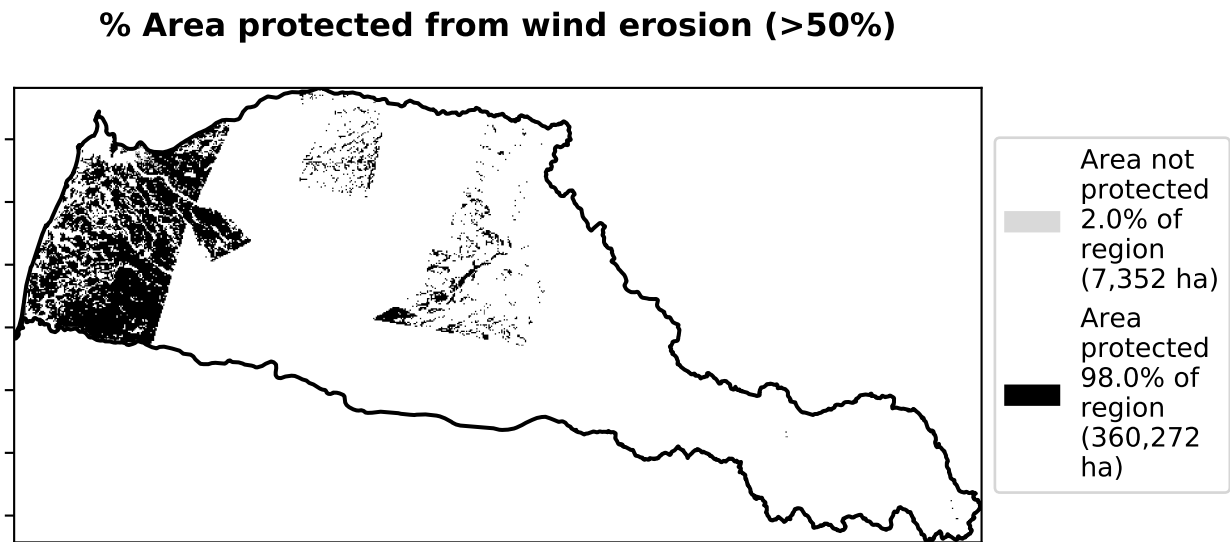 % Area protected from wind erosion (>50%)
Area not
protected
2.0% of
region
(7,352 ha)
Area
protected
98.0% of
region
(360,272
ha)